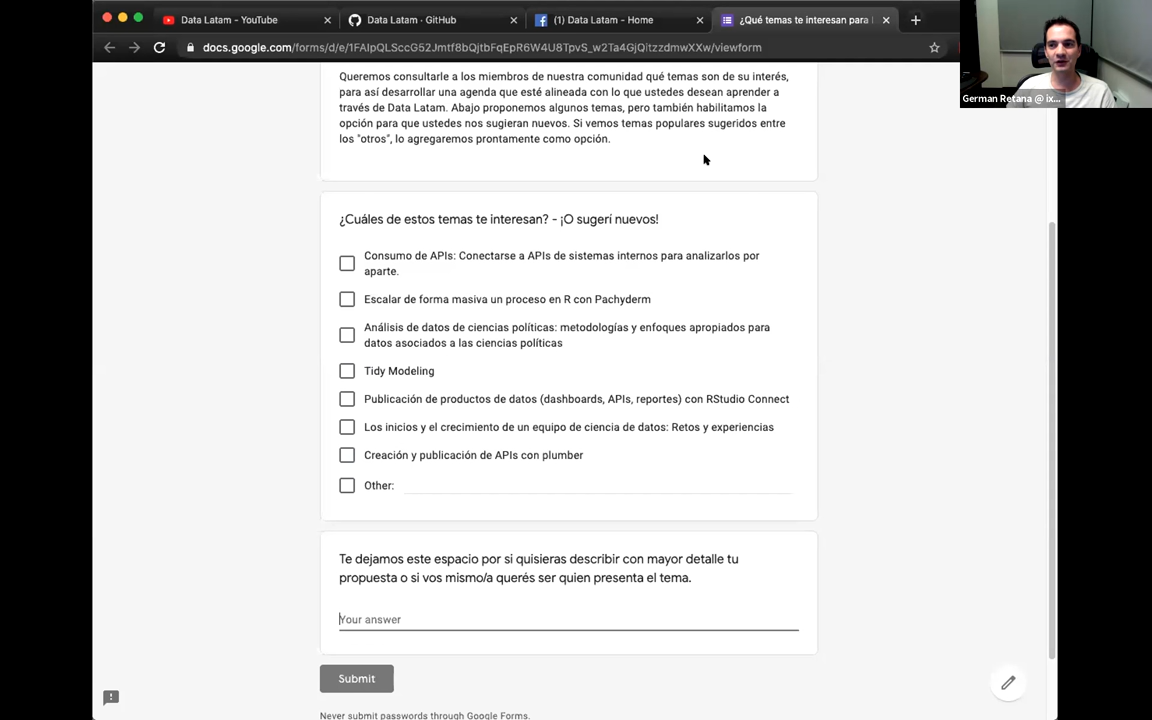 Data Latam - YouTube
Data Latam · GitHub
(1) Data Latam - Home
¿Qué temas te interesan para
docs.google.com/forms/d/e/1FAIpQLSccG52Jmtf8bQjtbFqEpR6W4U8TpvS_w2Ta4GjQitzzdmwXXw/viewform
German Retana @ ix...
Queremos consultarle a los miembros de nuestra comunidad qué temas son de su interés,
para así desarrollar una agenda que esté alineada con lo que ustedes desean aprender a
través de Data Latam. Abajo proponemos algunos temas, pero también habilitamos la
opción para que ustedes nos sugieran nuevos. Si vemos temas populares sugeridos entre
los "otros", lo agregaremos prontamente como opción.
¿Cuáles de estos temas te interesan? - ¡O sugerí nuevos!
Consumo de APIs: Conectarse a APIs de sistemas internos para analizarlos por
aparte.
Escalar de forma masiva un proceso en R con Pachyderm
Análisis de datos de ciencias políticas: metodologías y enfoques apropiados para
datos asociados a las ciencias políticas
Tidy Modeling
Publicación de productos de datos (dashboards, APIs, reportes) con RStudio Connect
Los inicios y el crecimiento de un equipo de ciencia de datos: Retos y experiencias
Creación y publicación de APIs con plumber
Other:
Te dejamos este espacio por si quisieras describir con mayor detalle tu
propuesta o si vos mismo/a querés ser quien presenta el tema.
Your answer
Submit
Never submit passwords through Google Forms.